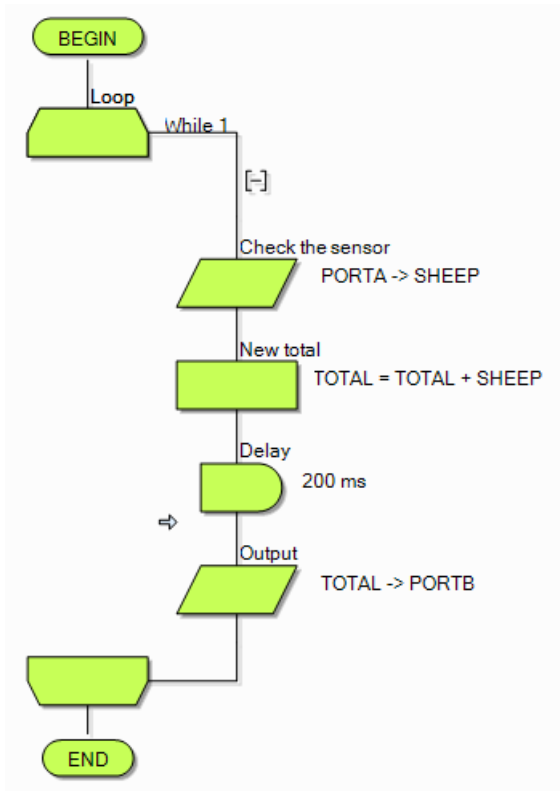 BEGIN
Loop
While 1
[-]
Check the sensor
PORTA -> SHEEP
New total
TOTAL = TOTAL + SHEEP
Delay
200 ms
Output
TOTAL -> PORTB
END